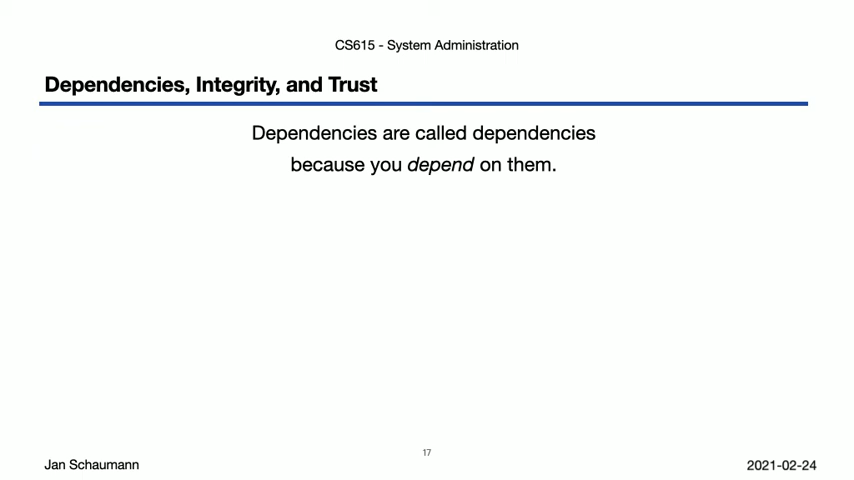 CS615 - System Administration
Dependencies, Integrity, and Trust
Dependencies are called dependencies
because you depend on them.
17
Jan Schaumann
2021-02-24